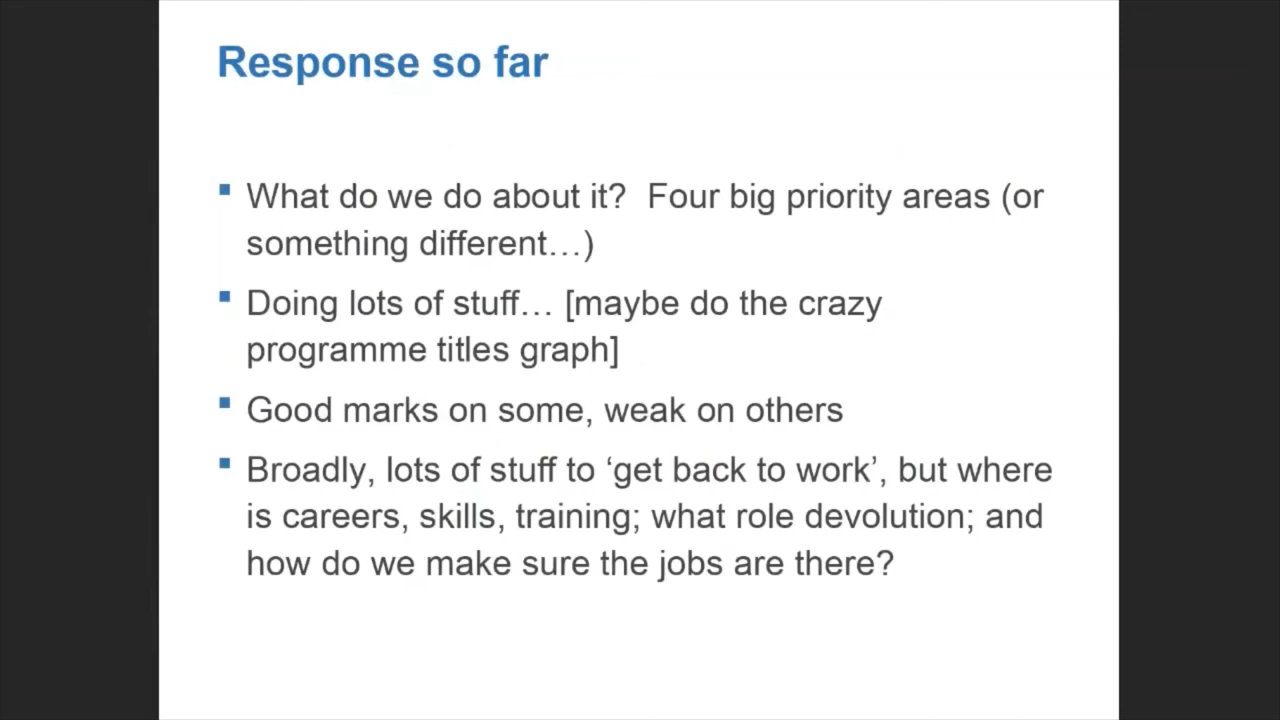 Response so far
What do we do about it?  Four big priority areas (or
something different…)
Doing lots of stuff… [maybe do the crazy
programme titles graph]
Good marks on some, weak on others
Broadly, lots of stuff to ‘get back to work’, but where
is careers, skills, training; what role devolution; and
how do we make sure the jobs are there?